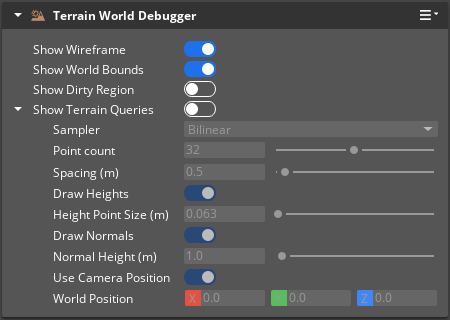 Terrain World Debugger
Show Wireframe
Show World Bounds
Show Dirty Region
Show Terrain Queries
Sampler Bilinear
Point count 32
Spacing (m) 0.5
Draw Heights
Height Point Size (m) 0.063
Draw Normals
Normal Height (m) 1.0
Use Camera Position
World Position X 0.0 0.0 Z 0.0